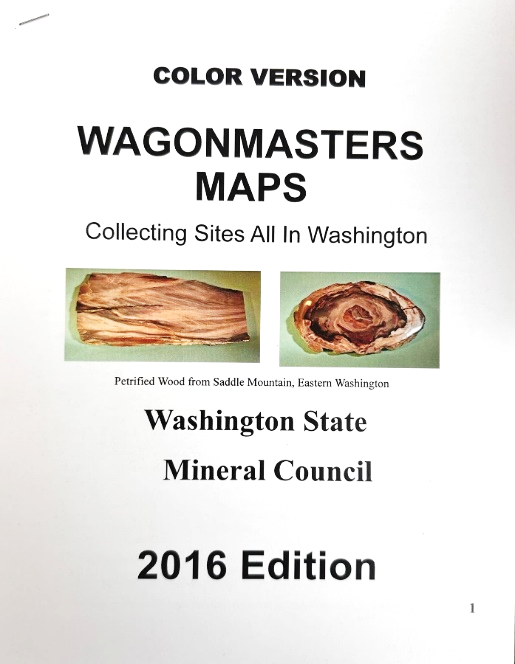 COLOR VERSION
WAGONMASTERS
MAPS
Collecting Sites All In Washington
Petrified Wood from Saddle Mountain, Eastern Washington
Washington State
Mineral Council
2016 Edition
1